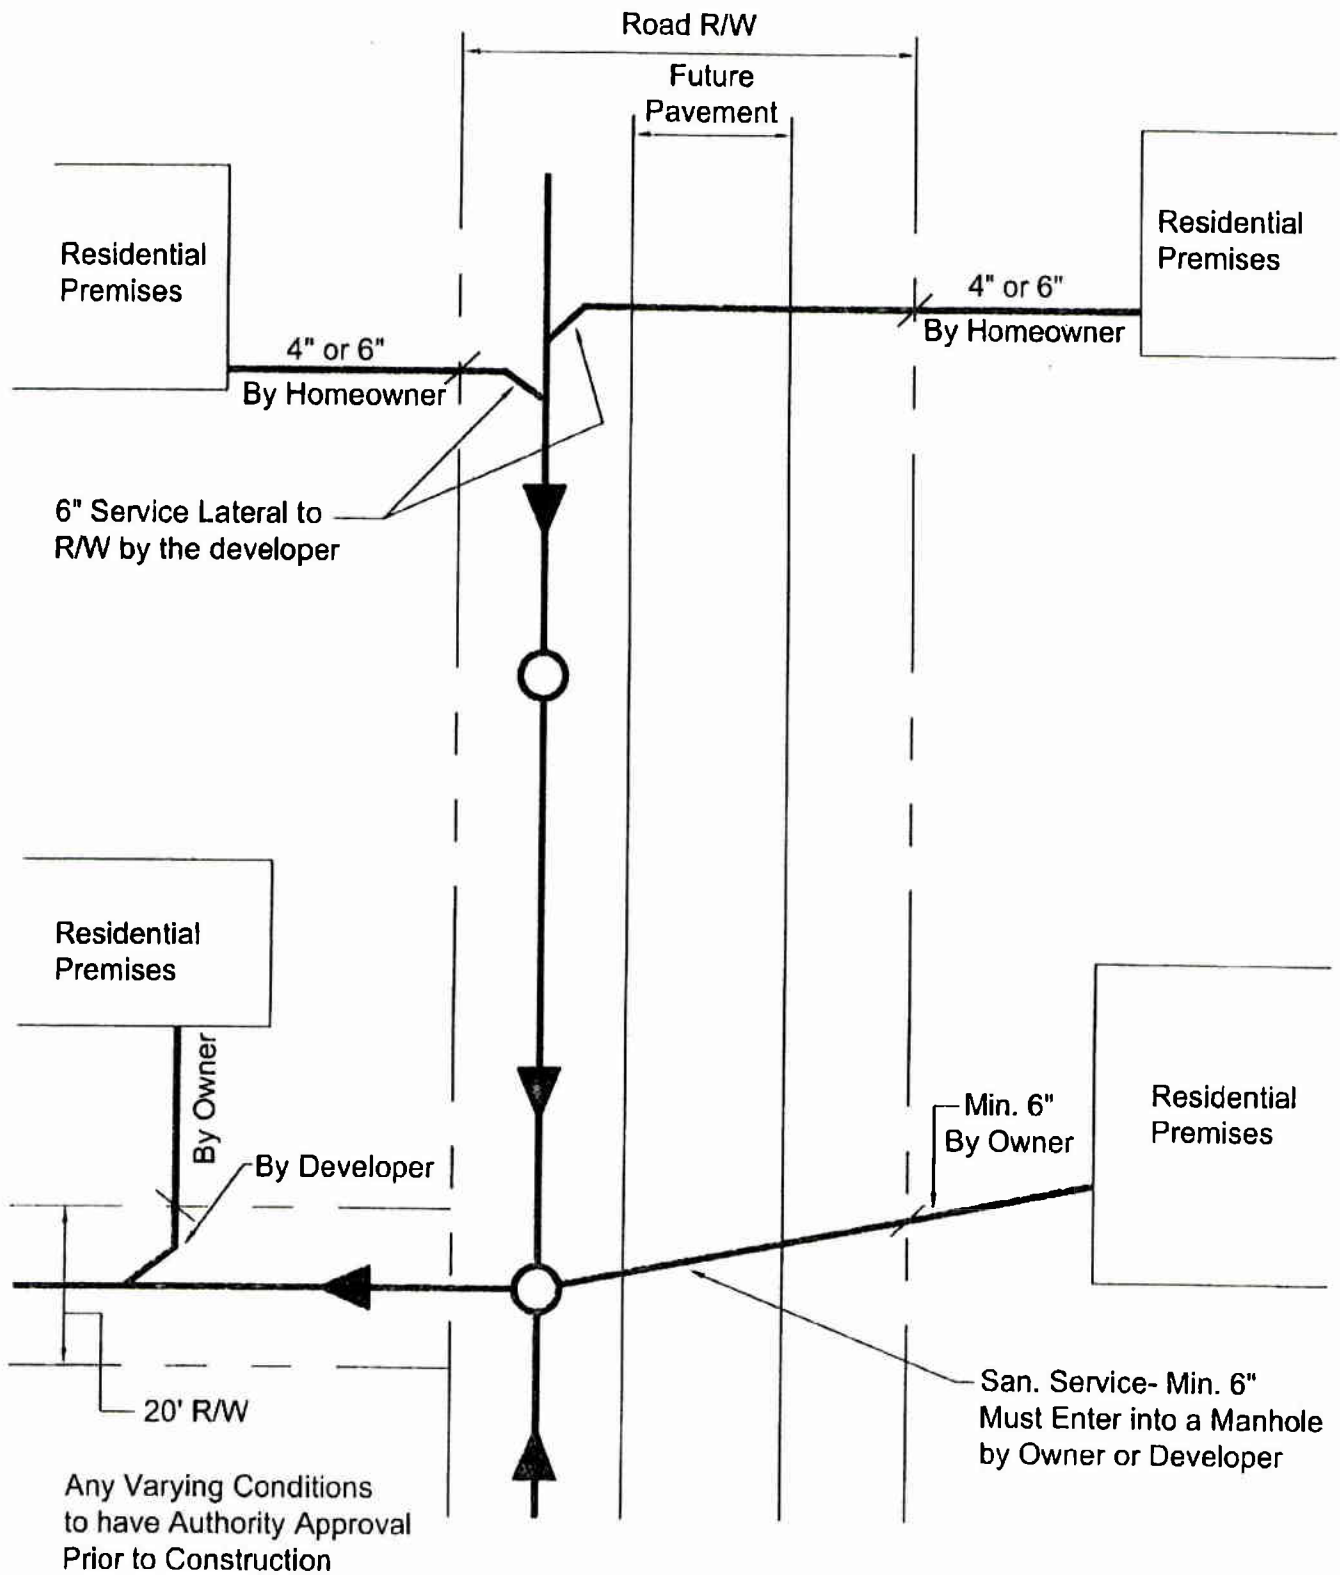 Road R/W
Future
Pavement
Residential
Premises
Residential
Premises
4" or 6"
By Homeowner
4" or 6"
By Homeowner
6" Service Lateral to
R/W by the developer
Residential
Premises
By Owner
By Developer
Min. 6"
By Owner
Residential
Premises
20' R/W
San. Service- Min. 6"
Must Enter into a Manhole
by Owner or Developer
Any Varying Conditions
to have Authority Approval
Prior to Construction